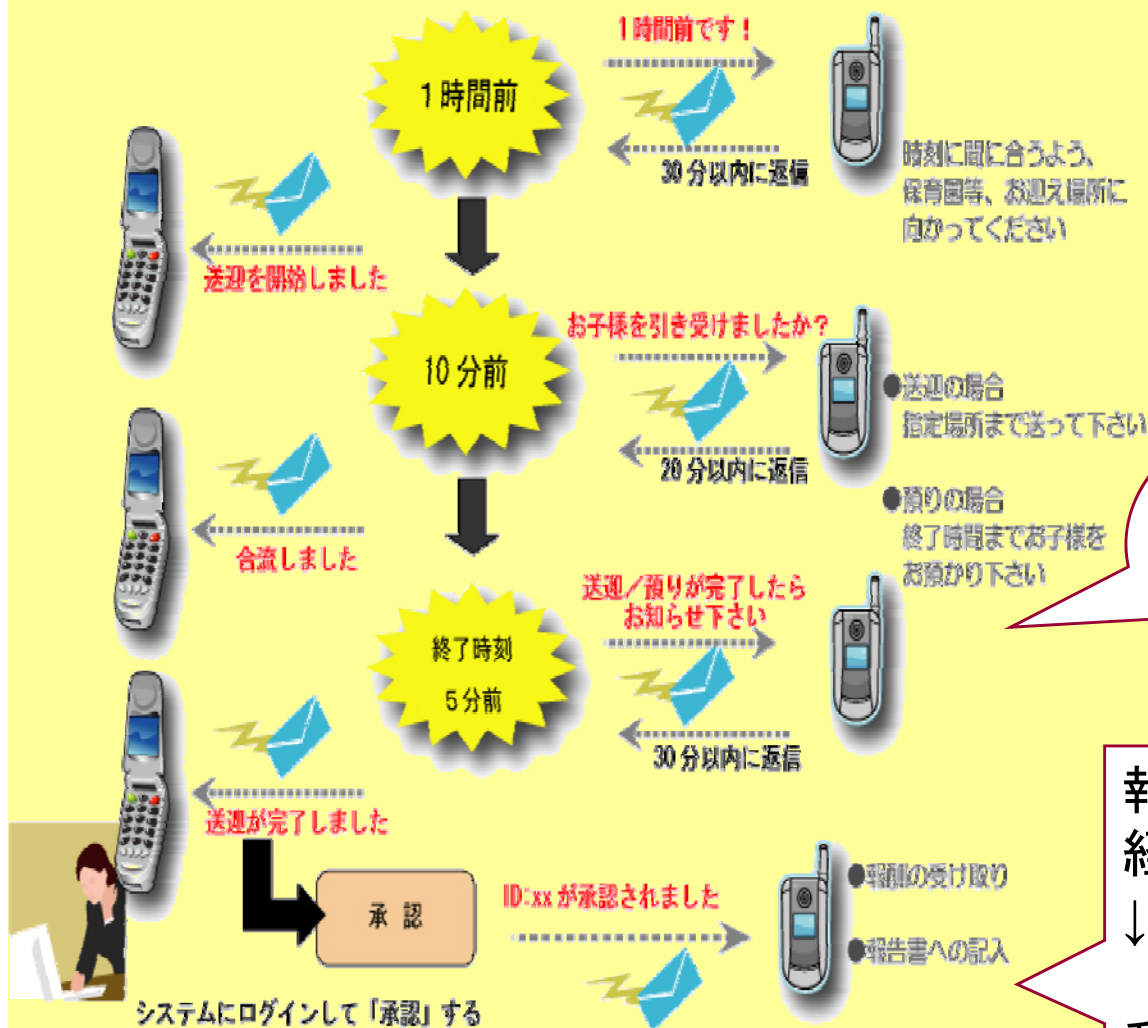 1時間前です！
1時間前
30分以内に返信
時刻に間に合うよう、
保育園等、お迎え場所に
向かってください
送迎を開始しました
お子様を引き受けましたか？
10分前
20分以内に返信
●送迎の場合
指定場所まで送って下さい
●預りの場合
終了時間までお子様を
お預かり下さい
合流しました
送迎／預りが完了したら
お知らせ下さい
終了時刻
5分前
30分以内に返信
送迎が完了しました
承認
ID:xxが承認されました
●報酬の受け取り
●報告書への記入
システムにログインして「承認」する
↓